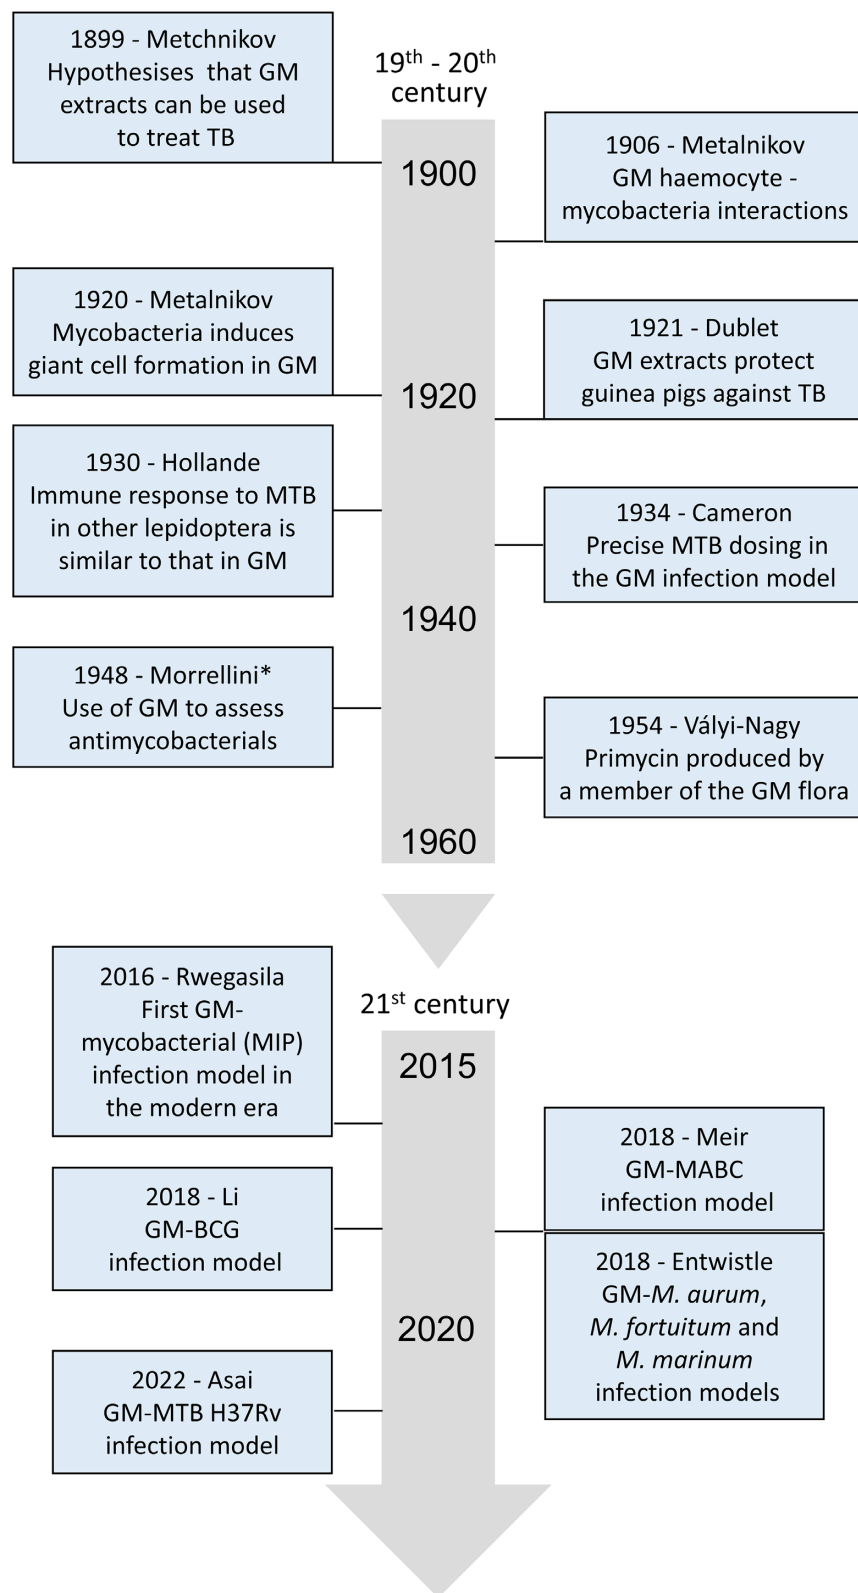 1899 - Metchnikov
Hypothesises that GM
extracts can be used
to treat TB
19th - 20th
century
1900
1906 - Metalnikov
GM haemocyte -
mycobacteria interactions
1920 - Metalnikov
Mycobacteria induces
giant cell formation in GM
1921 - Dublet
GM extracts protect
guinea pigs against TB
1920
1930 - Hollande
Immune response to MTB
in other lepidoptera is
similar to that in GM
1934 - Cameron
Precise MTB dosing in
the GM infection model
1940
1948 - Morrellini*
Use of GM to assess
antimycobacterials
1954 - Vályi-Nagy
Primycin produced by
a member of the GM flora
1960
2016 - Rwegasila
First GM-
mycobacterial (MIP)
infection model in
the modern era
21st century
2015
2018 - Meir
GM-MABC
infection model
2018 - Li
GM-BCG
infection model
2018 - Entwistle
GM-M. aurum,
M. fortuitum and
M. marinum
infection models
2020
2022 - Asai
GM-MTB H37Rv
infection model